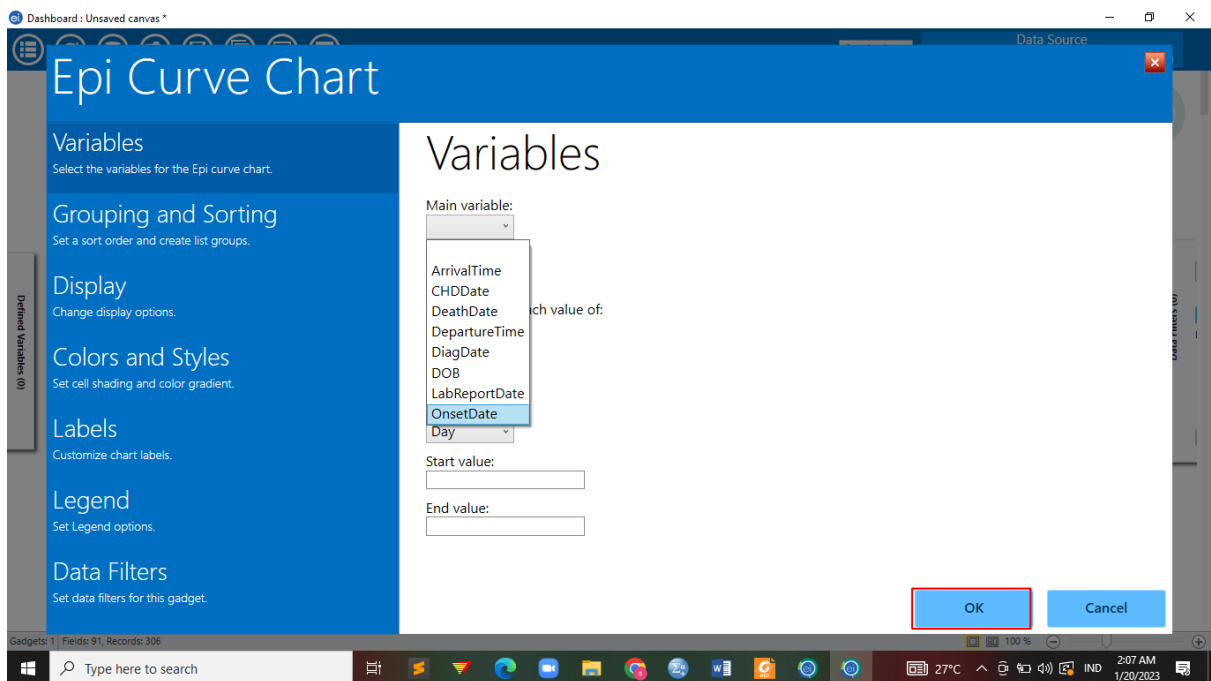 Dashboard : Unsaved canvas *
Data Source
Epi Curve Chart
Variables
Select the variables for the Epi curve chart.
Grouping and Sorting
Set a sort order and create list groups.
Display
Change display options.
Colors and Styles
Set cell shading and color gradient.
Labels
Customize chart labels.
Legend
Set Legend options.
Data Filters
Set data filters for this gadget.
Defined Variables (0)
Variables
Main variable:
ArrivalTime
CHDDate
DeathDate
ch value of:
DepartureTime
DiagDate
DOB
LabReportDate
OnsetDate
Day
Start value:
End value:
OK
Cancel
Gadgets: 1 Fields: 91, Records: 306
100 %
Type here to search
27°C
IND
2:07 AM
1/20/2023